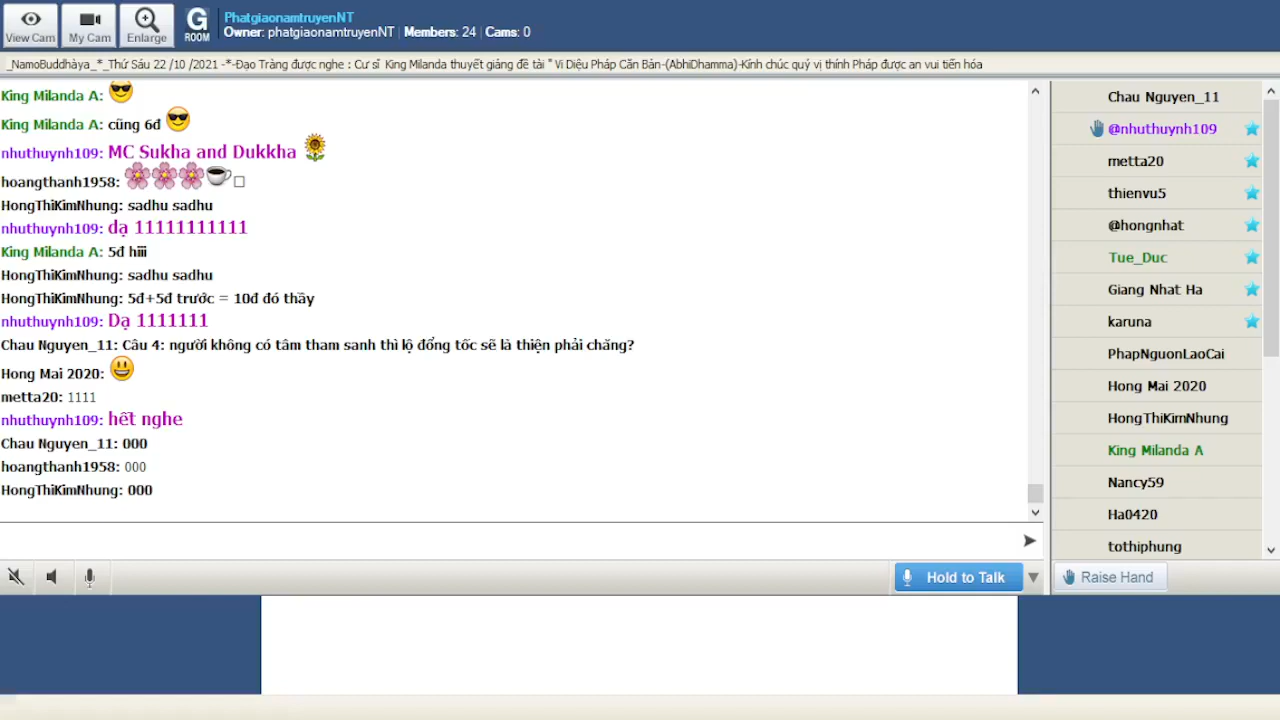 View Cam
My Cam
Enlarge
G
ROOM
PhatgiaonamtruyenNT
Owner: phatgiaonamtruyenNT | Members: 24 | Cams: 0
_NamoBuddhàya_*_Thứ Sáu 22 /10 /2021 -*-Đạo Tràng được nghe : Cư sĩ King Milanda thuyết giảng đề tài " Vi Diệu Pháp Căn Bản-(AbhiDhamma)-Kính chúc quý vị thính Pháp được an vui tiến hóa
King Milanda A:
King Milanda A: cũng 6đ
nhuthuynh109: MC Sukha and Dukkha
hoangthanh1958:
HongThiKimNhung: sadhu sadhu
nhuthuynh109: dạ 11111111111
King Milanda A: 5đ hiii
HongThiKimNhung: sadhu sadhu
HongThiKimNhung: 5đ+5đ trước = 10đ đó thầy
nhuthuynh109: Dạ 1111111
Chau Nguyen_11: Câu 4: người không có tâm tham sanh thì lộ đổng tốc sẽ là thiện phải chăng?
Hong Mai 2020:
metta20: 1111
nhuthuynh109: hết nghe
Chau Nguyen_11: 000
hoangthanh1958: 000
HongThiKimNhung: 000
Hold to Talk
Chau Nguyen_11
@nhuthuynh109
metta20
thienvu5
@hongnhat
Tue_Duc
Giang Nhat Ha
karuna
PhapNguonLaoCai
Hong Mai 2020
HongThiKimNhung
King Milanda A
Nancy59
Ha0420
tothiphung
Raise Hand